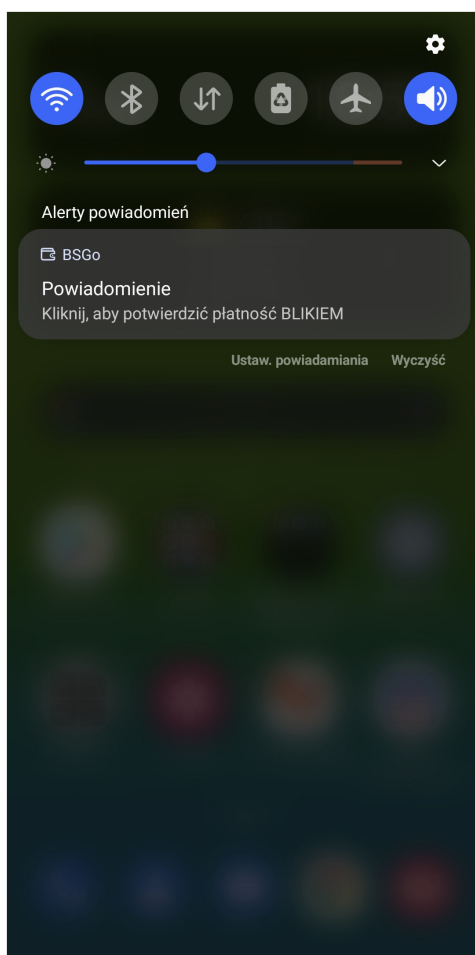 Alerty powiadomień
BSGo
Powiadomienie
Kliknij, aby potwierdzić płatność BLIKIEM
Ustaw. powiadamiania Wyczyść